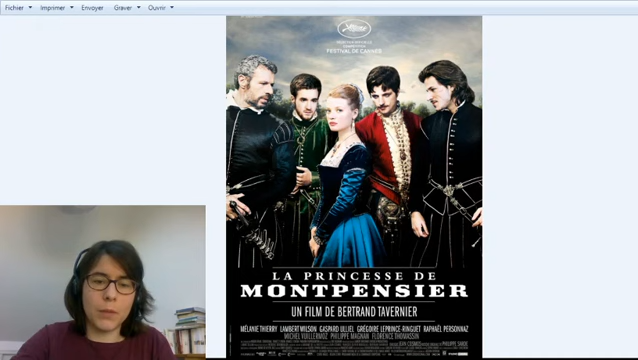 Fichier Imprimer Envoyer Graver Ouvrir
FESTIVAL DE CANNES
LA PRINCESSE DE
MONTPENSIER
UN FILM DE BERTRAND TAVERNIER
MÉLANIE THIERRY LAMBERT WILSON GASPARD ULLIEL GRÉGOIRE LEPRINCE-RINGUET RAPHAËL PERSONNAZ
MICHEL VUILLERMOZ PHILIPPE MAGNAN FLORENCE THOMASSIN